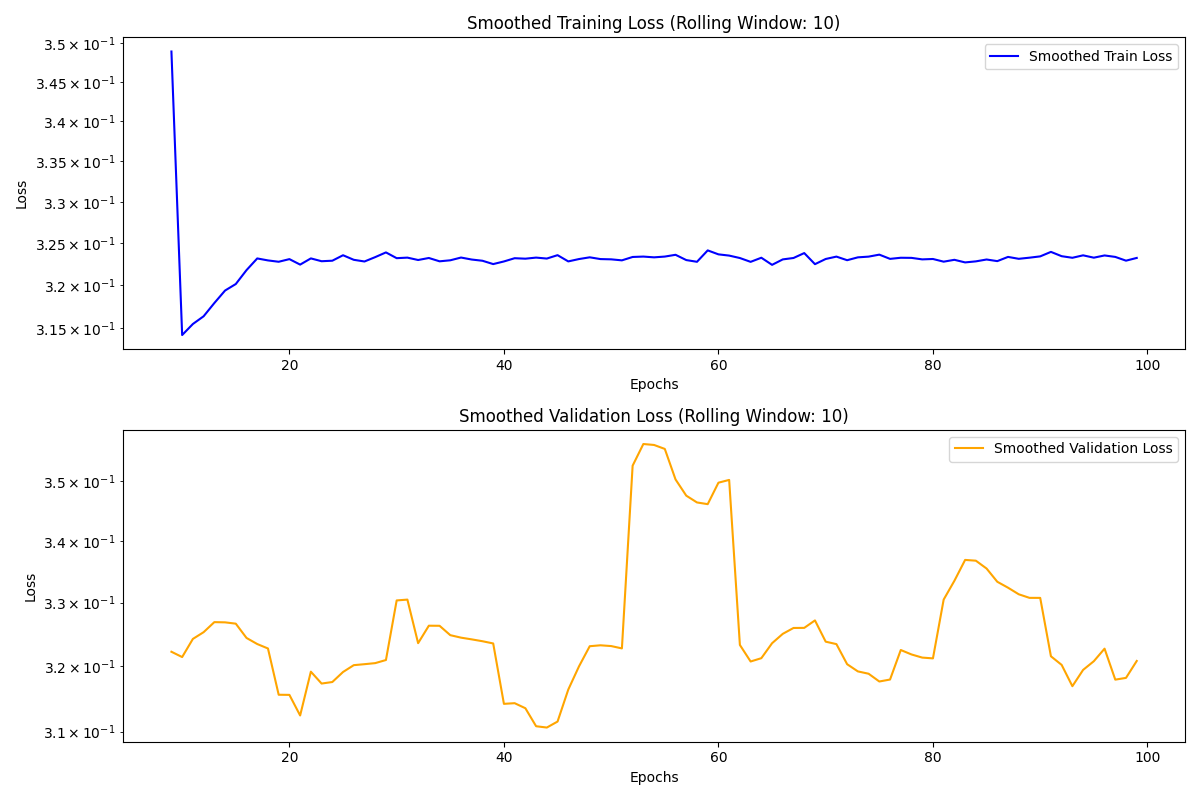 Smoothed Training Loss (Rolling Window: 10)
3.5 × 10⁻¹
3.45 × 10⁻¹
3.4 × 10⁻¹
3.35 × 10⁻¹
3.3 × 10⁻¹
3.25 × 10⁻¹
3.2 × 10⁻¹
3.15 × 10⁻¹
Loss
Smoothed Train Loss
20 40 60 80 100
Epochs
Smoothed Validation Loss (Rolling Window: 10)
3.5 × 10⁻¹
3.4 × 10⁻¹
3.3 × 10⁻¹
3.2 × 10⁻¹
3.1 × 10⁻¹
Loss
Smoothed Validation Loss
20 40 60 80 100
Epochs